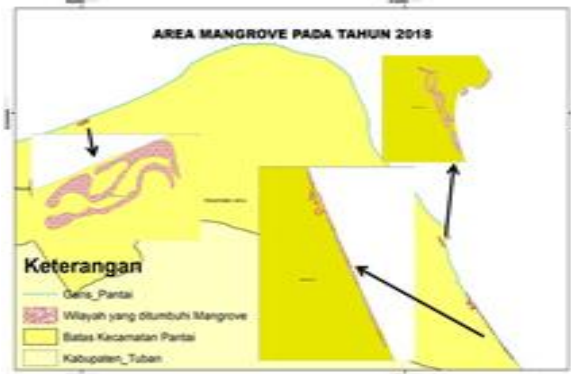 AREA MANGROVE PADA TAHUN 2018
Keterangan
Garis_Pantai
Wilayah yang ditumbuhi Mangrove
Batas Kecamatan Pantai
Kabupaten_Tuban